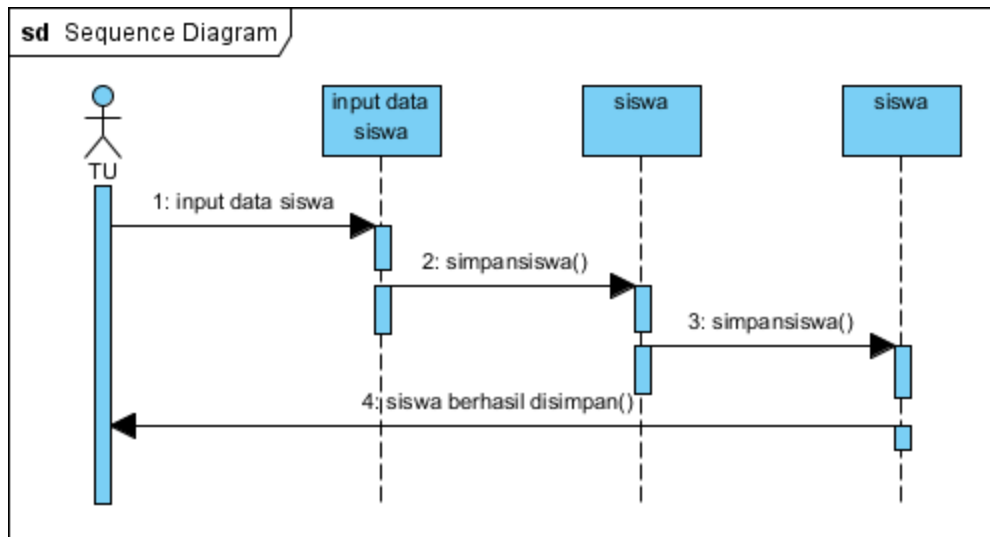 sd Sequence Diagram
TU
input data
siswa
siswa
siswa
1: input data siswa
2: simpansiswa()
3: simpansiswa()
4: siswa berhasil disimpan()